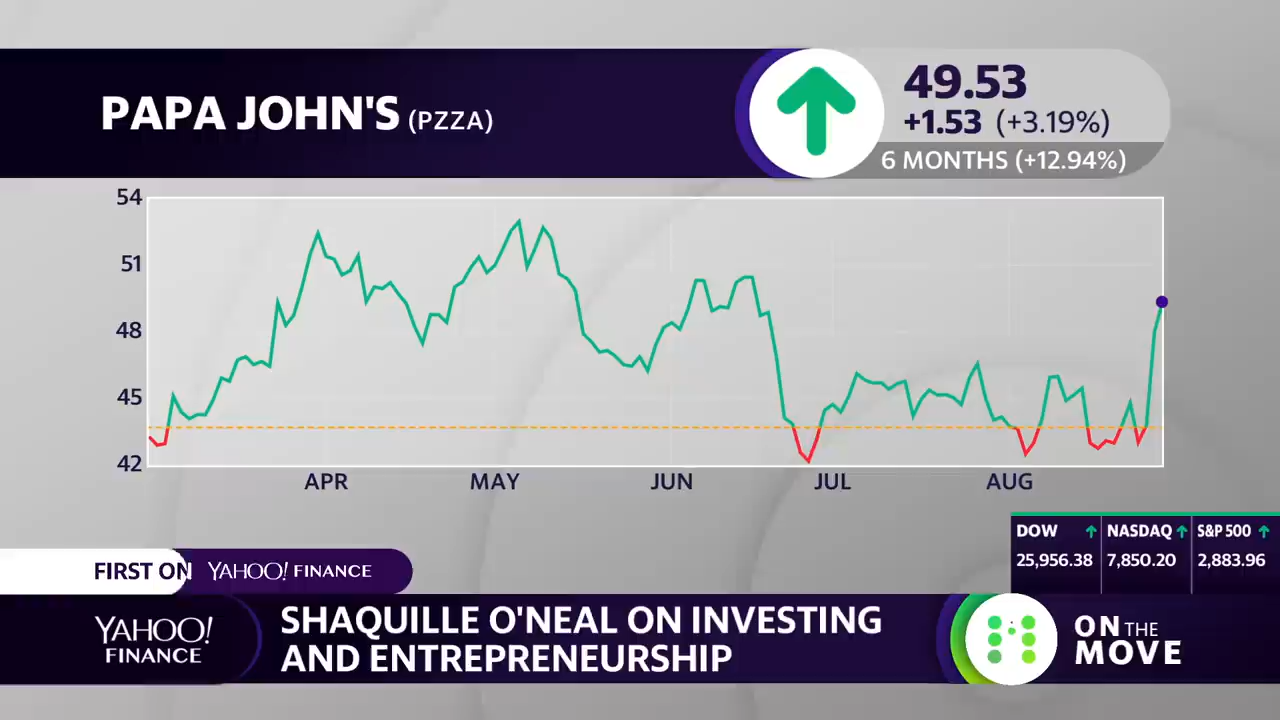 PAPA JOHN'S (PZZA)
49.53
+1.53 (+3.19%)
6 MONTHS (+12.94%)
54
51
48
45
42
APR MAY JUN JUL AUG
DOW NASDAQ S&P 500
25,956.38 7,850.20 2,883.96
FIRST ON YAHOO! FINANCE
YAHOO!
FINANCE
SHAQUILLE O'NEAL ON INVESTING
AND ENTREPRENEURSHIP
ON THE
MOVE